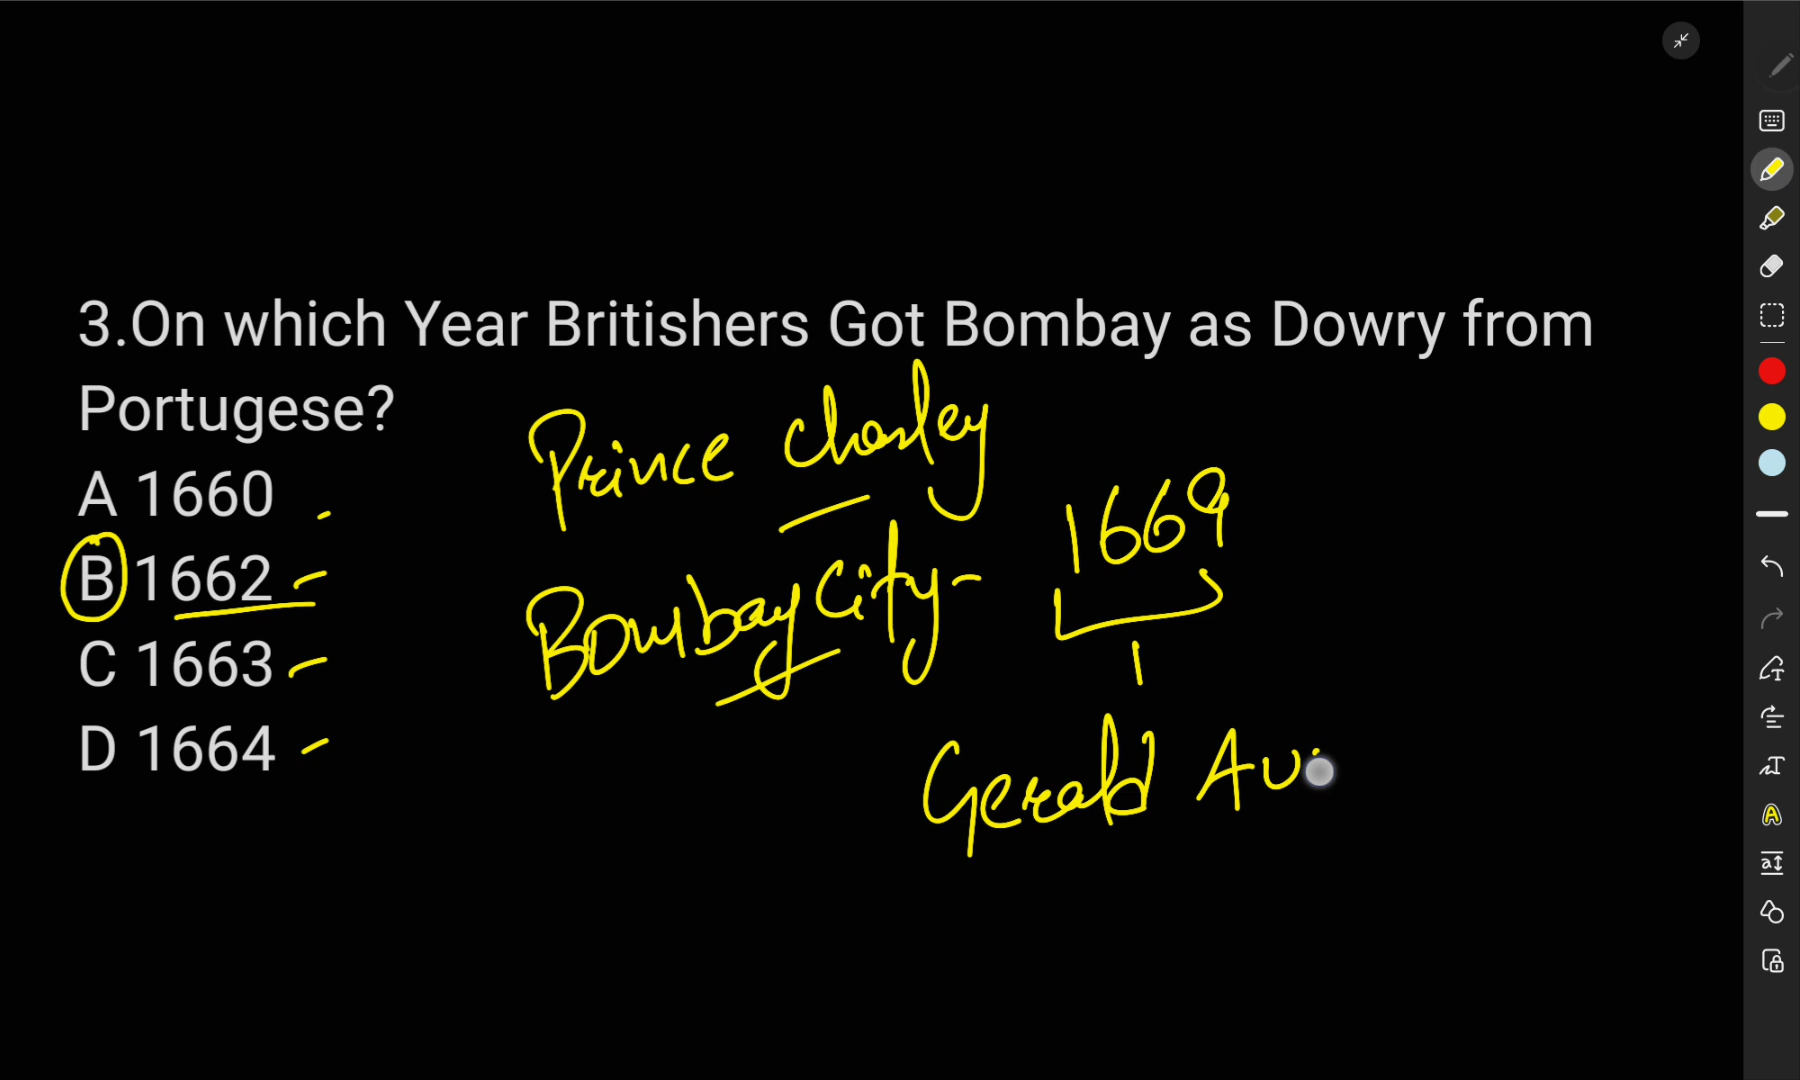 3.On which Year Britishers Got Bombay as Dowry from
Portugese?
Prince Charley
A 1660
1669
B 1662
Bombay City-
C 1663
D 1664
Gerald Aui